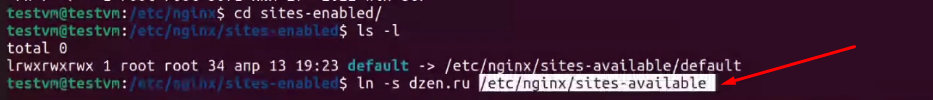 testvm@testvm:/etc/nginx$ cd sites-enabled/
testvm@testvm:/etc/nginx/sites-enabled$ ls -l
total 0
lrwxrwxrwx 1 root root 34 апр 13 19:23 default -> /etc/nginx/sites-available/default
testvm@testvm:/etc/nginx/sites-enabled$ ln -s dzen.ru /etc/nginx/sites-available